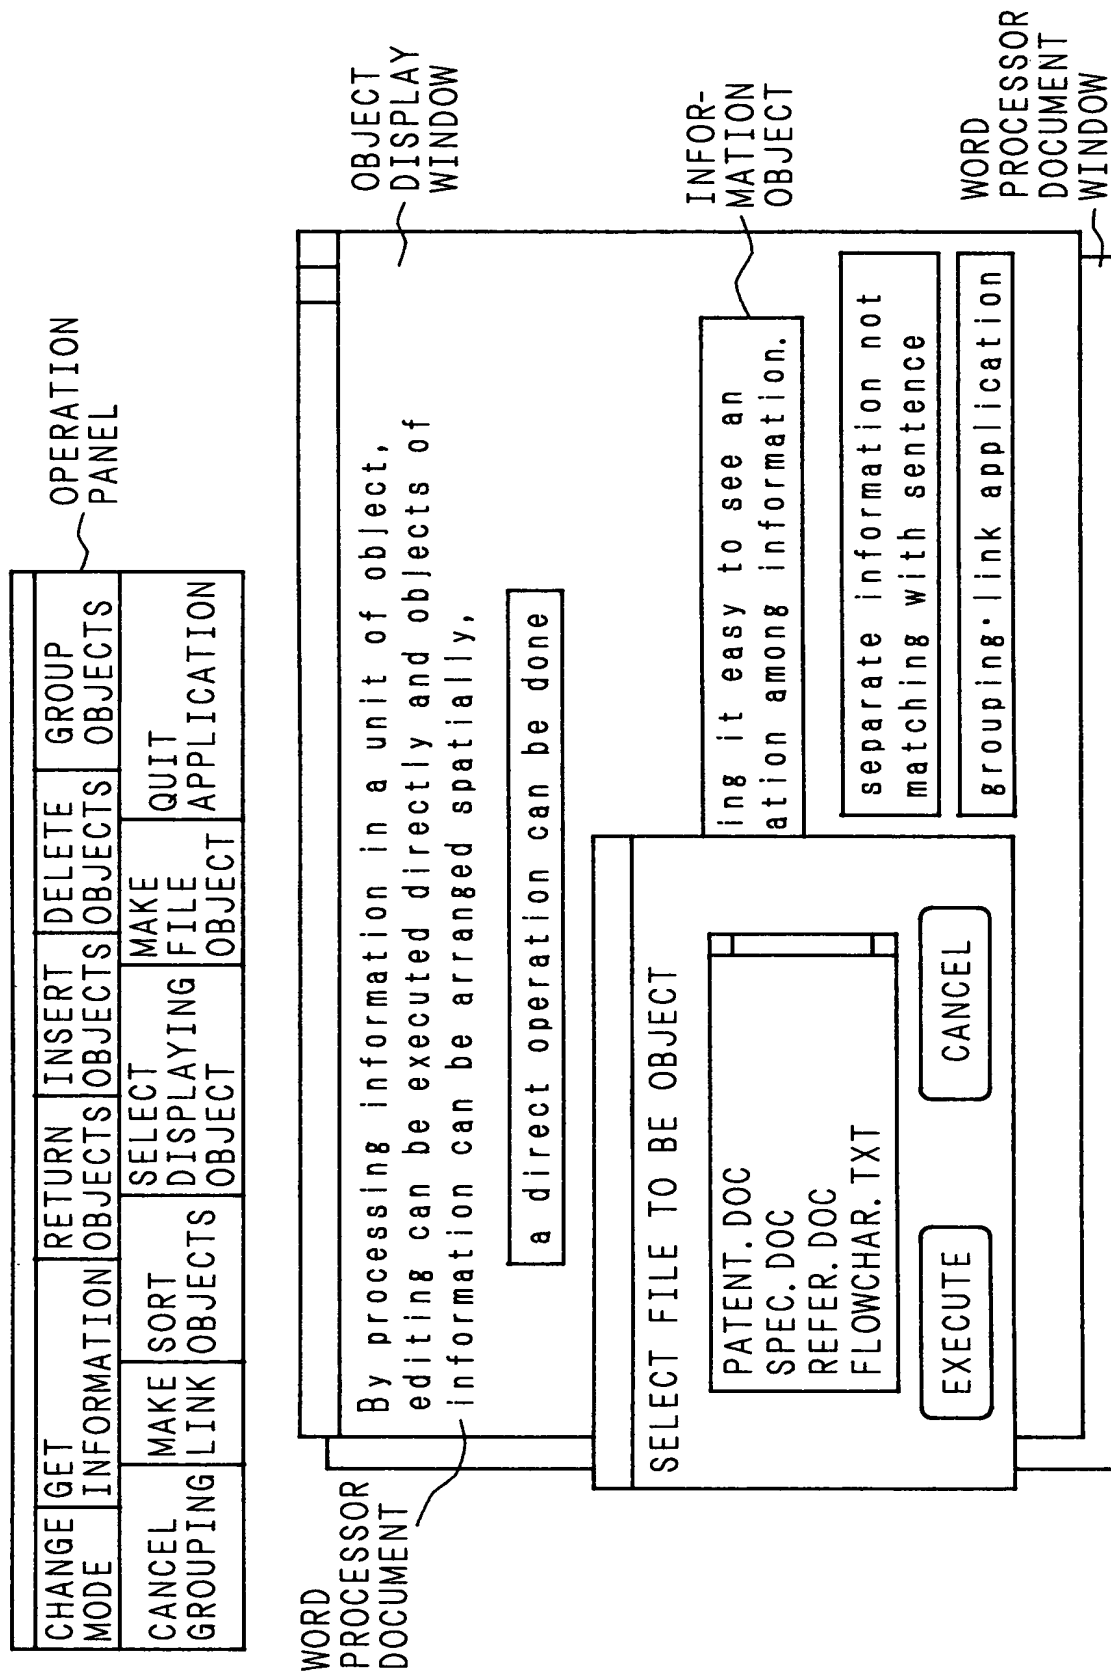 CHANGE
MODE
GET
INFORMATION
RETURN
OBJECTS
INSERT
OBJECTS
DELETE
OBJECTS
GROUP
OBJECTS
CANCEL
GROUPING
MAKE
LINK
SORT
OBJECTS
SELECT
DISPLAYING
OBJECT
MAKE
FILE
OBJECT
QUIT
APPLICATION
OPERATION
PANEL
WORD
PROCESSOR
DOCUMENT
By processing information in a unit of object,
editing can be executed directly and objects of
information can be arranged spatially,
a direct operation can be done
OBJECT
DISPLAY
WINDOW
SELECT FILE TO BE OBJECT
PATENT.DOC
SPEC.DOC
REFER.DOC
FLOWCHAR.TXT
EXECUTE
CANCEL
ing it easy to see an
ation among information.
INFOR-
MATION
OBJECT
separate information not
matching with sentence
grouping·link application
WORD
PROCESSOR
DOCUMENT
WINDOW